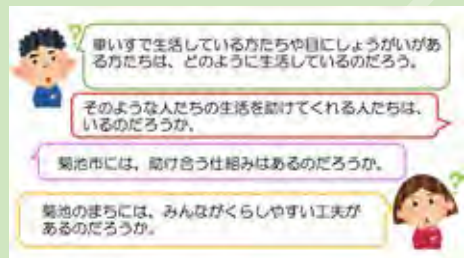 車いすで生活している方たちや目にしょうがいがあ
る方たちは、どのように生活しているのだろう。
そのような人たちの生活を助けてくれる人たちは、
いるのだろうか。
菊池市には、助け合う仕組みはあるのだろうか。
菊池のまちには、みんながくらしやすい工夫が
あるのだろうか。